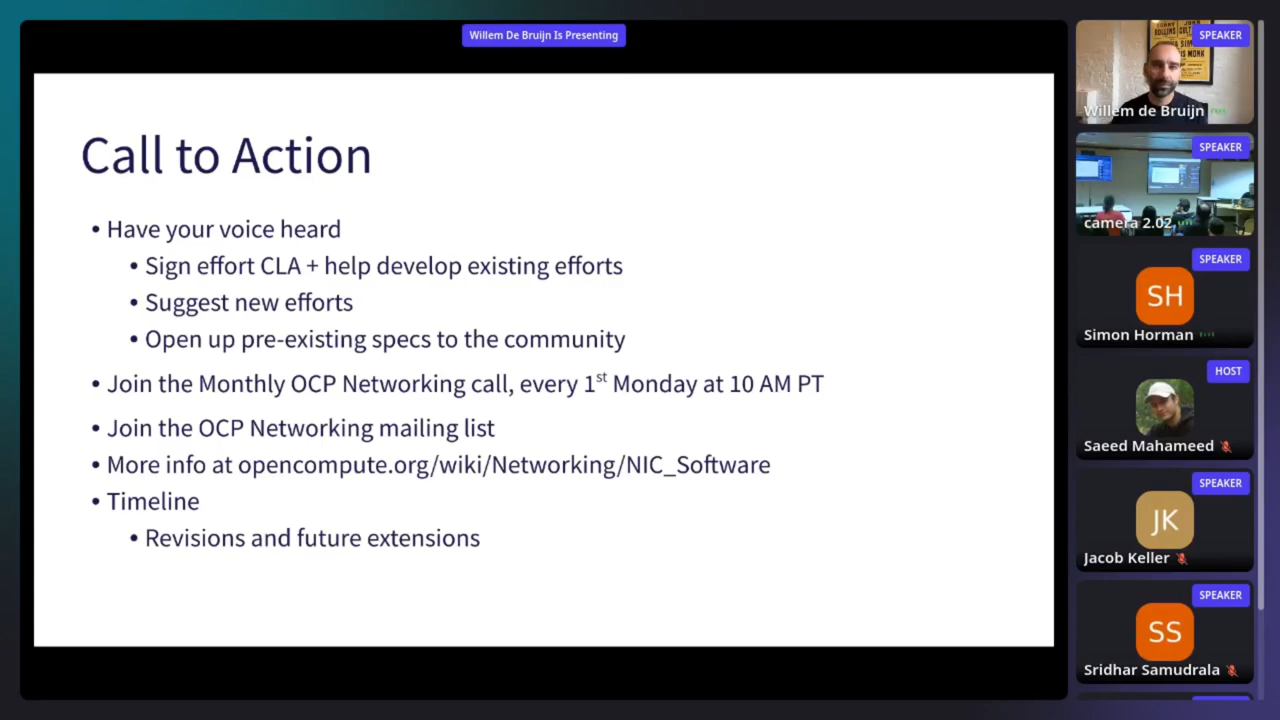 Willem De Bruijn Is Presenting
Call to Action
• Have your voice heard
• Sign effort CLA + help develop existing efforts
• Suggest new efforts
• Open up pre-existing specs to the community
• Join the Monthly OCP Networking call, every 1st Monday at 10 AM PT
• Join the OCP Networking mailing list
• More info at opencompute.org/wiki/Networking/NIC_Software
• Timeline
• Revisions and future extensions
SPEAKER
Willem de Bruijn
SPEAKER
camera 2.02
SPEAKER
SH
Simon Horman
HOST
Saeed Mahameed
SPEAKER
JK
Jacob Keller
SPEAKER
SS
Sridhar Samudrala